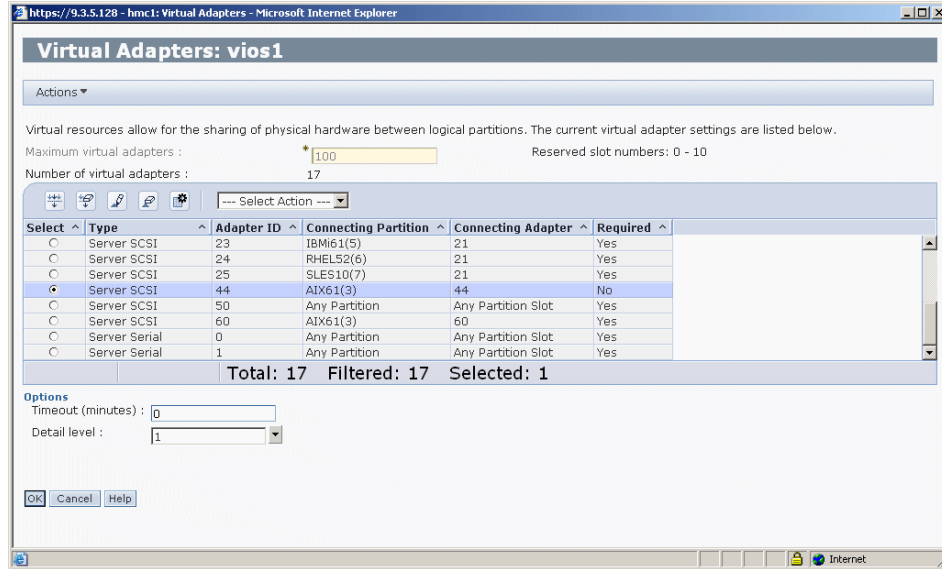 https://9.3.5.128 - hmc1: Virtual Adapters - Microsoft Internet Explorer
Virtual Adapters: vios1
Actions
Virtual resources allow for the sharing of physical hardware between logical partitions. The current virtual adapter settings are listed below.
Maximum virtual adapters : * 100 Reserved slot numbers: 0 - 10
Number of virtual adapters : 17
--- Select Action ---
Select ^ Type ^ Adapter ID ^ Connecting Partition ^ Connecting Adapter ^ Required ^
Server SCSI 23 IBMi61(5) 21 Yes
Server SCSI 24 RHEL52(6) 21 Yes
Server SCSI 25 SLES10(7) 21 Yes
Server SCSI 44 AIX61(3) 44 No
Server SCSI 50 Any Partition Any Partition Slot Yes
Server SCSI 60 AIX61(3) 60 Yes
Server Serial 0 Any Partition Any Partition Slot Yes
Server Serial 1 Any Partition Any Partition Slot Yes
Total: 17 Filtered: 17 Selected: 1
Options
Timeout (minutes) : 0
Detail level : 1
OK Cancel Help
Internet